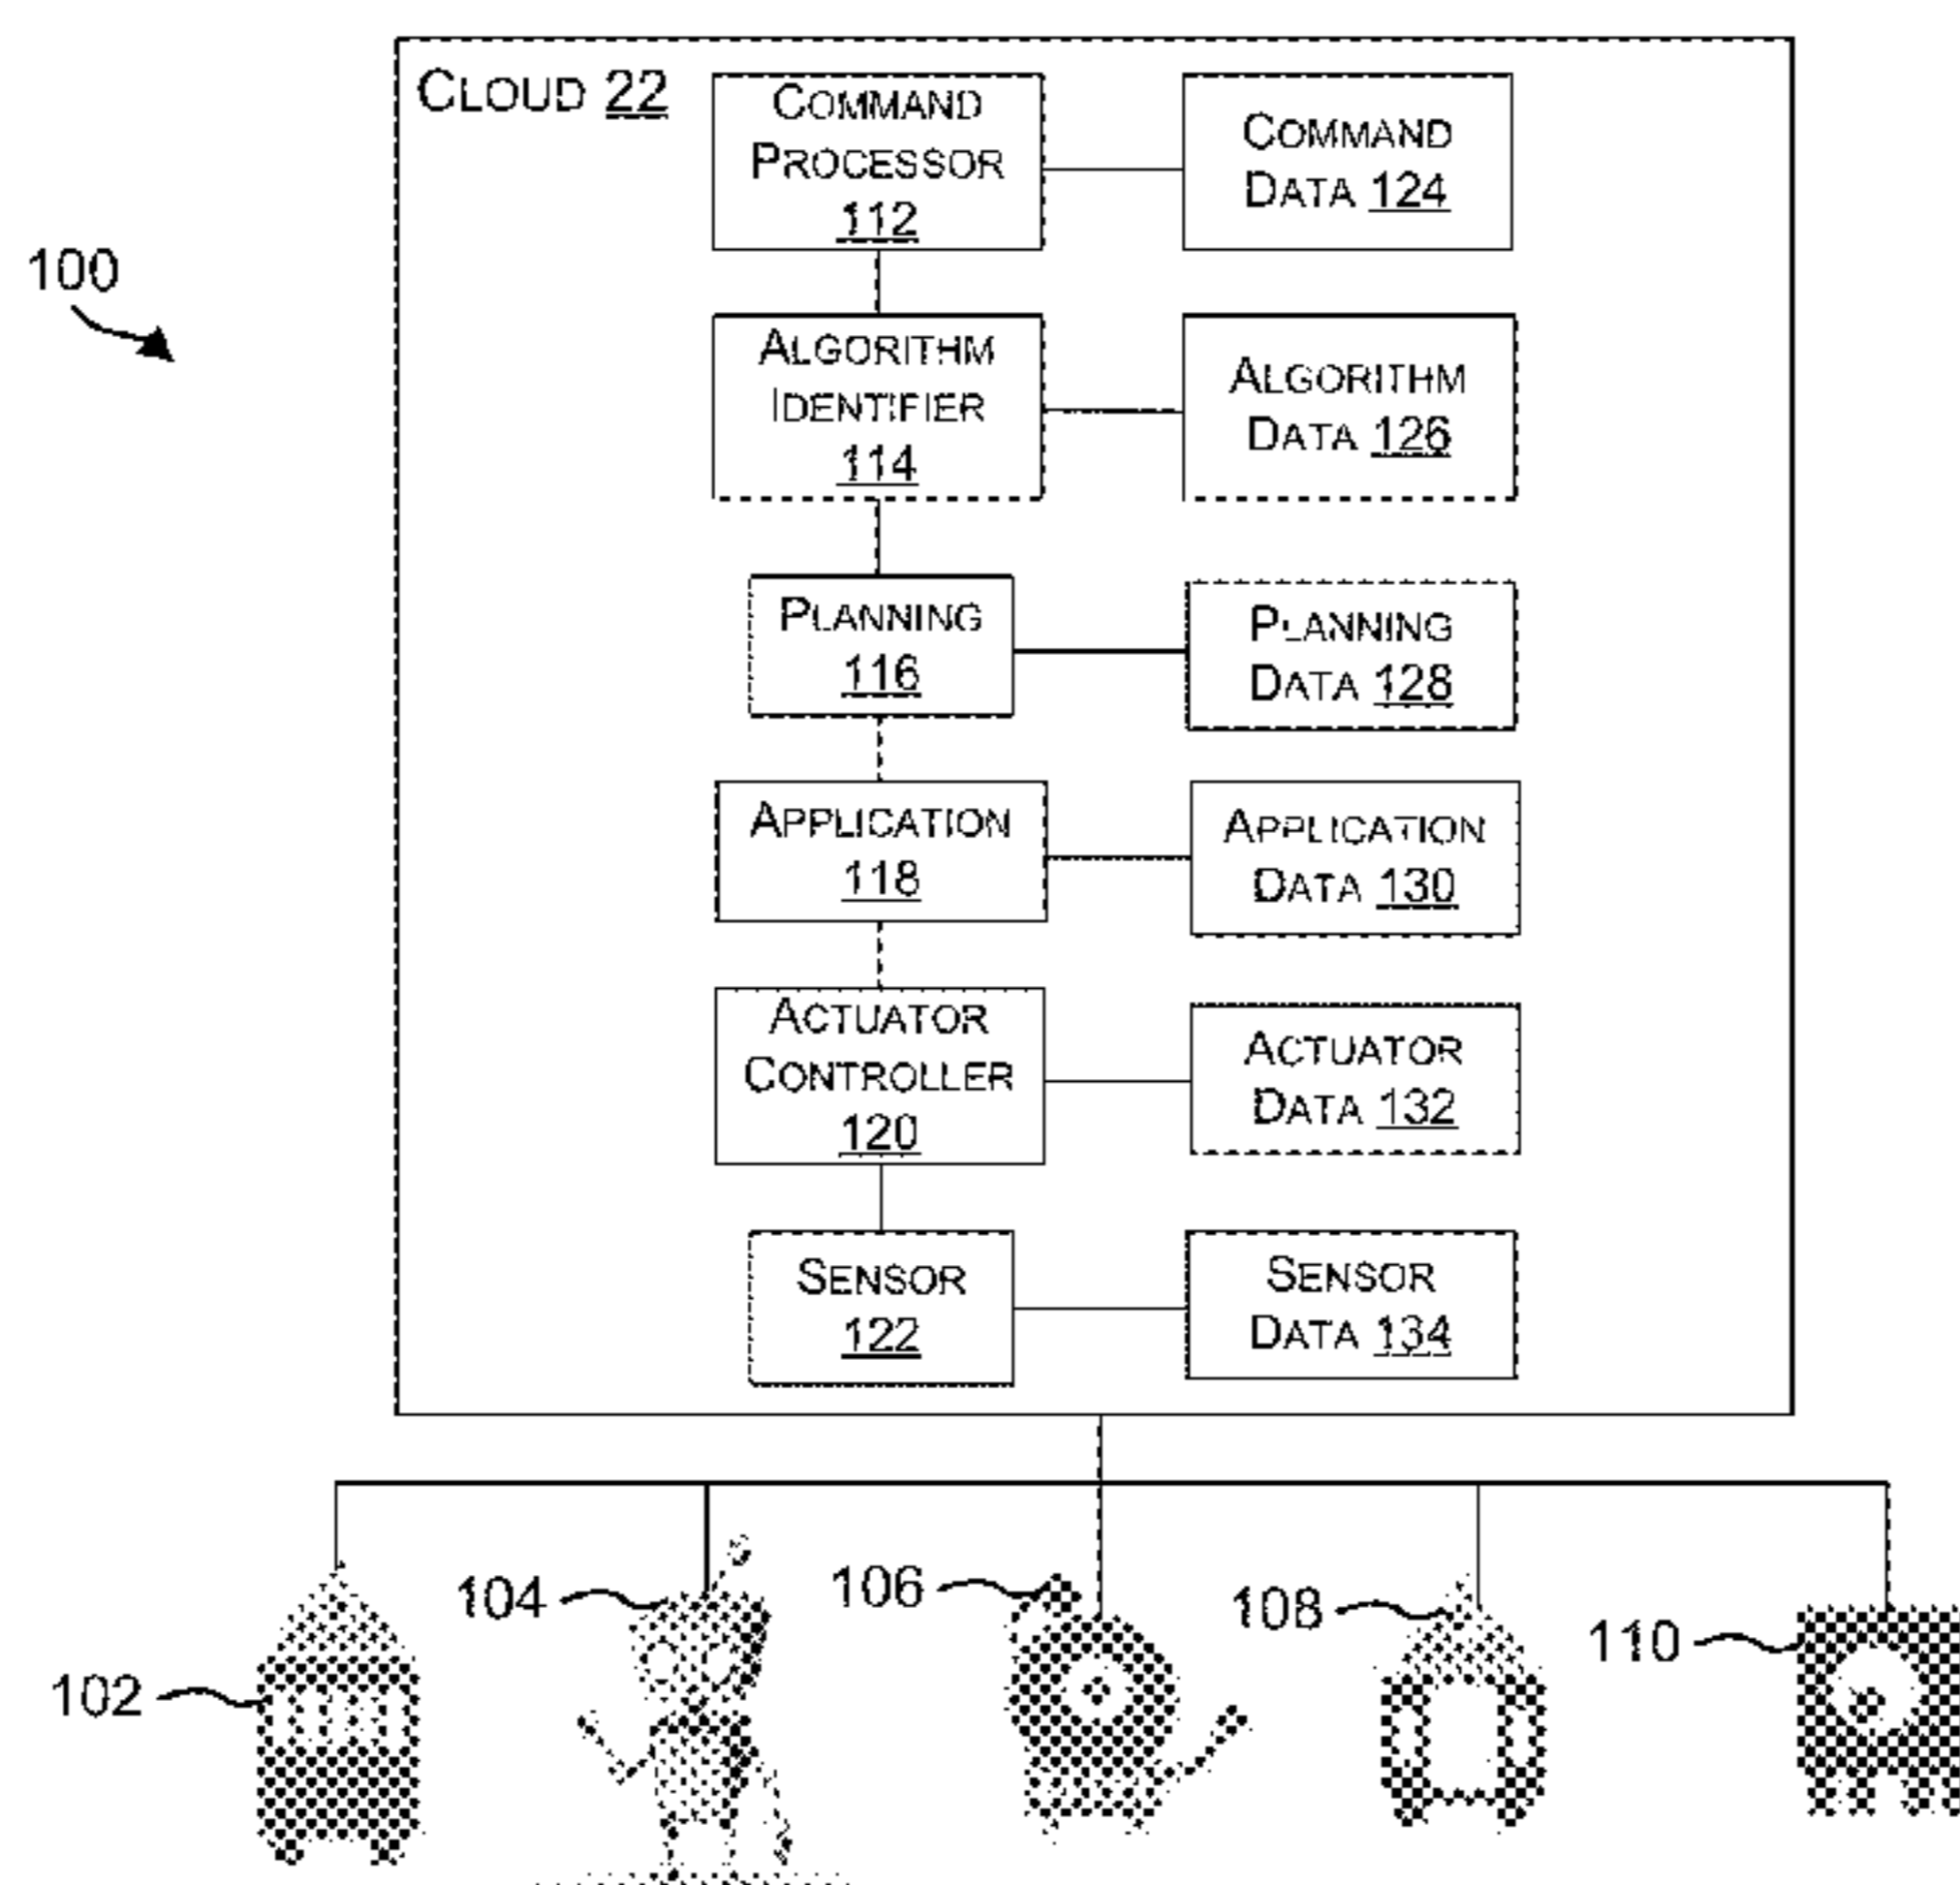 CLOUD 22
COMMAND
PROCESSOR
112
COMMAND
DATA 124
100
ALGORITHM
IDENTIFIER
114
ALGORITHM
DATA 126
PLANNING
116
PLANNING
DATA 128
APPLICATION
118
APPLICATION
DATA 130
ACTUATOR
CONTROLLER
120
ACTUATOR
DATA 132
SENSOR
122
SENSOR
DATA 134
102
104
106
108
110